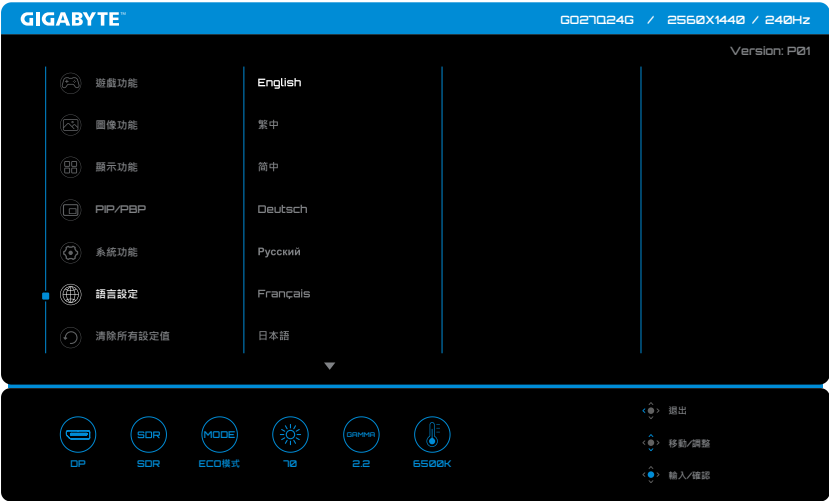 GIGABYTE™
GO27Q24G / 2560X1440 / 240Hz
Version: P01
遊戲功能
English
圖像功能
繁中
顯示功能
简中
PIP/PBP
Deutsch
系統功能
Русский
語言設定
Français
清除所有設定值
日本語
退出
SDR
MODE
GAMMA
移動/調整
DP
SDR
ECO模式
70
2.2
6500K
輸入/確認